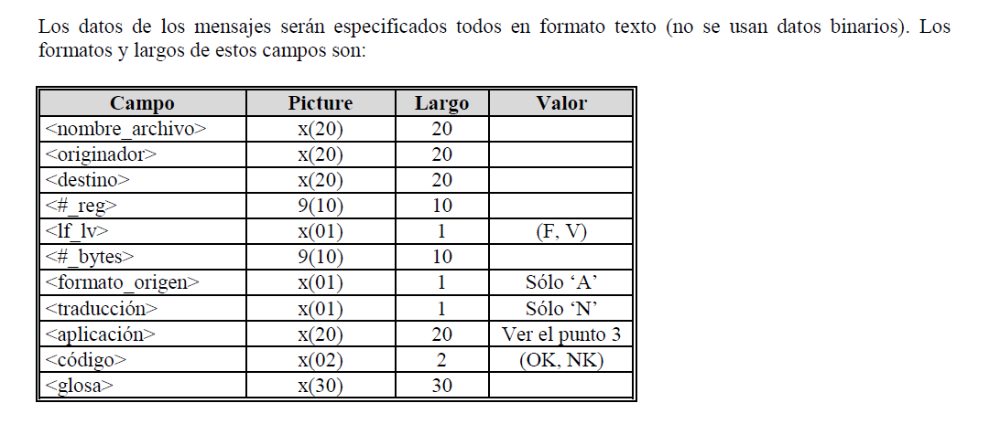 Los datos de los mensajes serán especificados todos en formato texto (no se usan datos binarios). Los
formatos y largos de estos campos son:
Campo Picture Largo Valor
<nombre_archivo> x(20) 20
<originador> x(20) 20
<destino> x(20) 20
<#_reg> 9(10) 10
<lf_lv> x(01) 1 (F, V)
<#_bytes> 9(10) 10
<formato_origen> x(01) 1 Sólo ‘A’
<traducción> x(01) 1 Sólo ‘N’
<aplicación> x(20) 20 Ver el punto 3
<código> x(02) 2 (OK, NK)
<glosa> x(30) 30